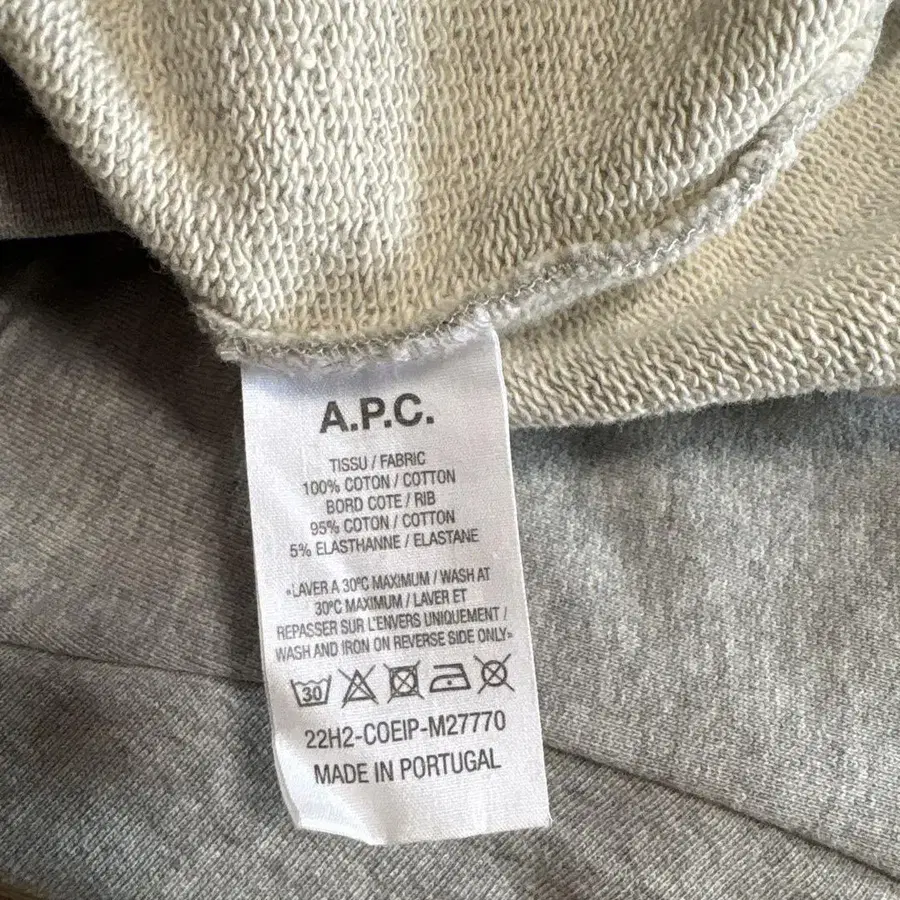 A.P.C.
TISSU / FABRIC
100% COTON / COTTON
BORD COTE / RIB
95% COTON / COTTON
5% ELASTHANNE / ELASTANE
«LAVER A 30ºC MAXIMUM / WASH AT
30ºC MAXIMUM / LAVER ET
REPASSER SUR L'ENVERS UNIQUEMENT /
WASH AND IRON ON REVERSE SIDE ONLY»
30
22H2-COEIP-M27770
MADE IN PORTUGAL